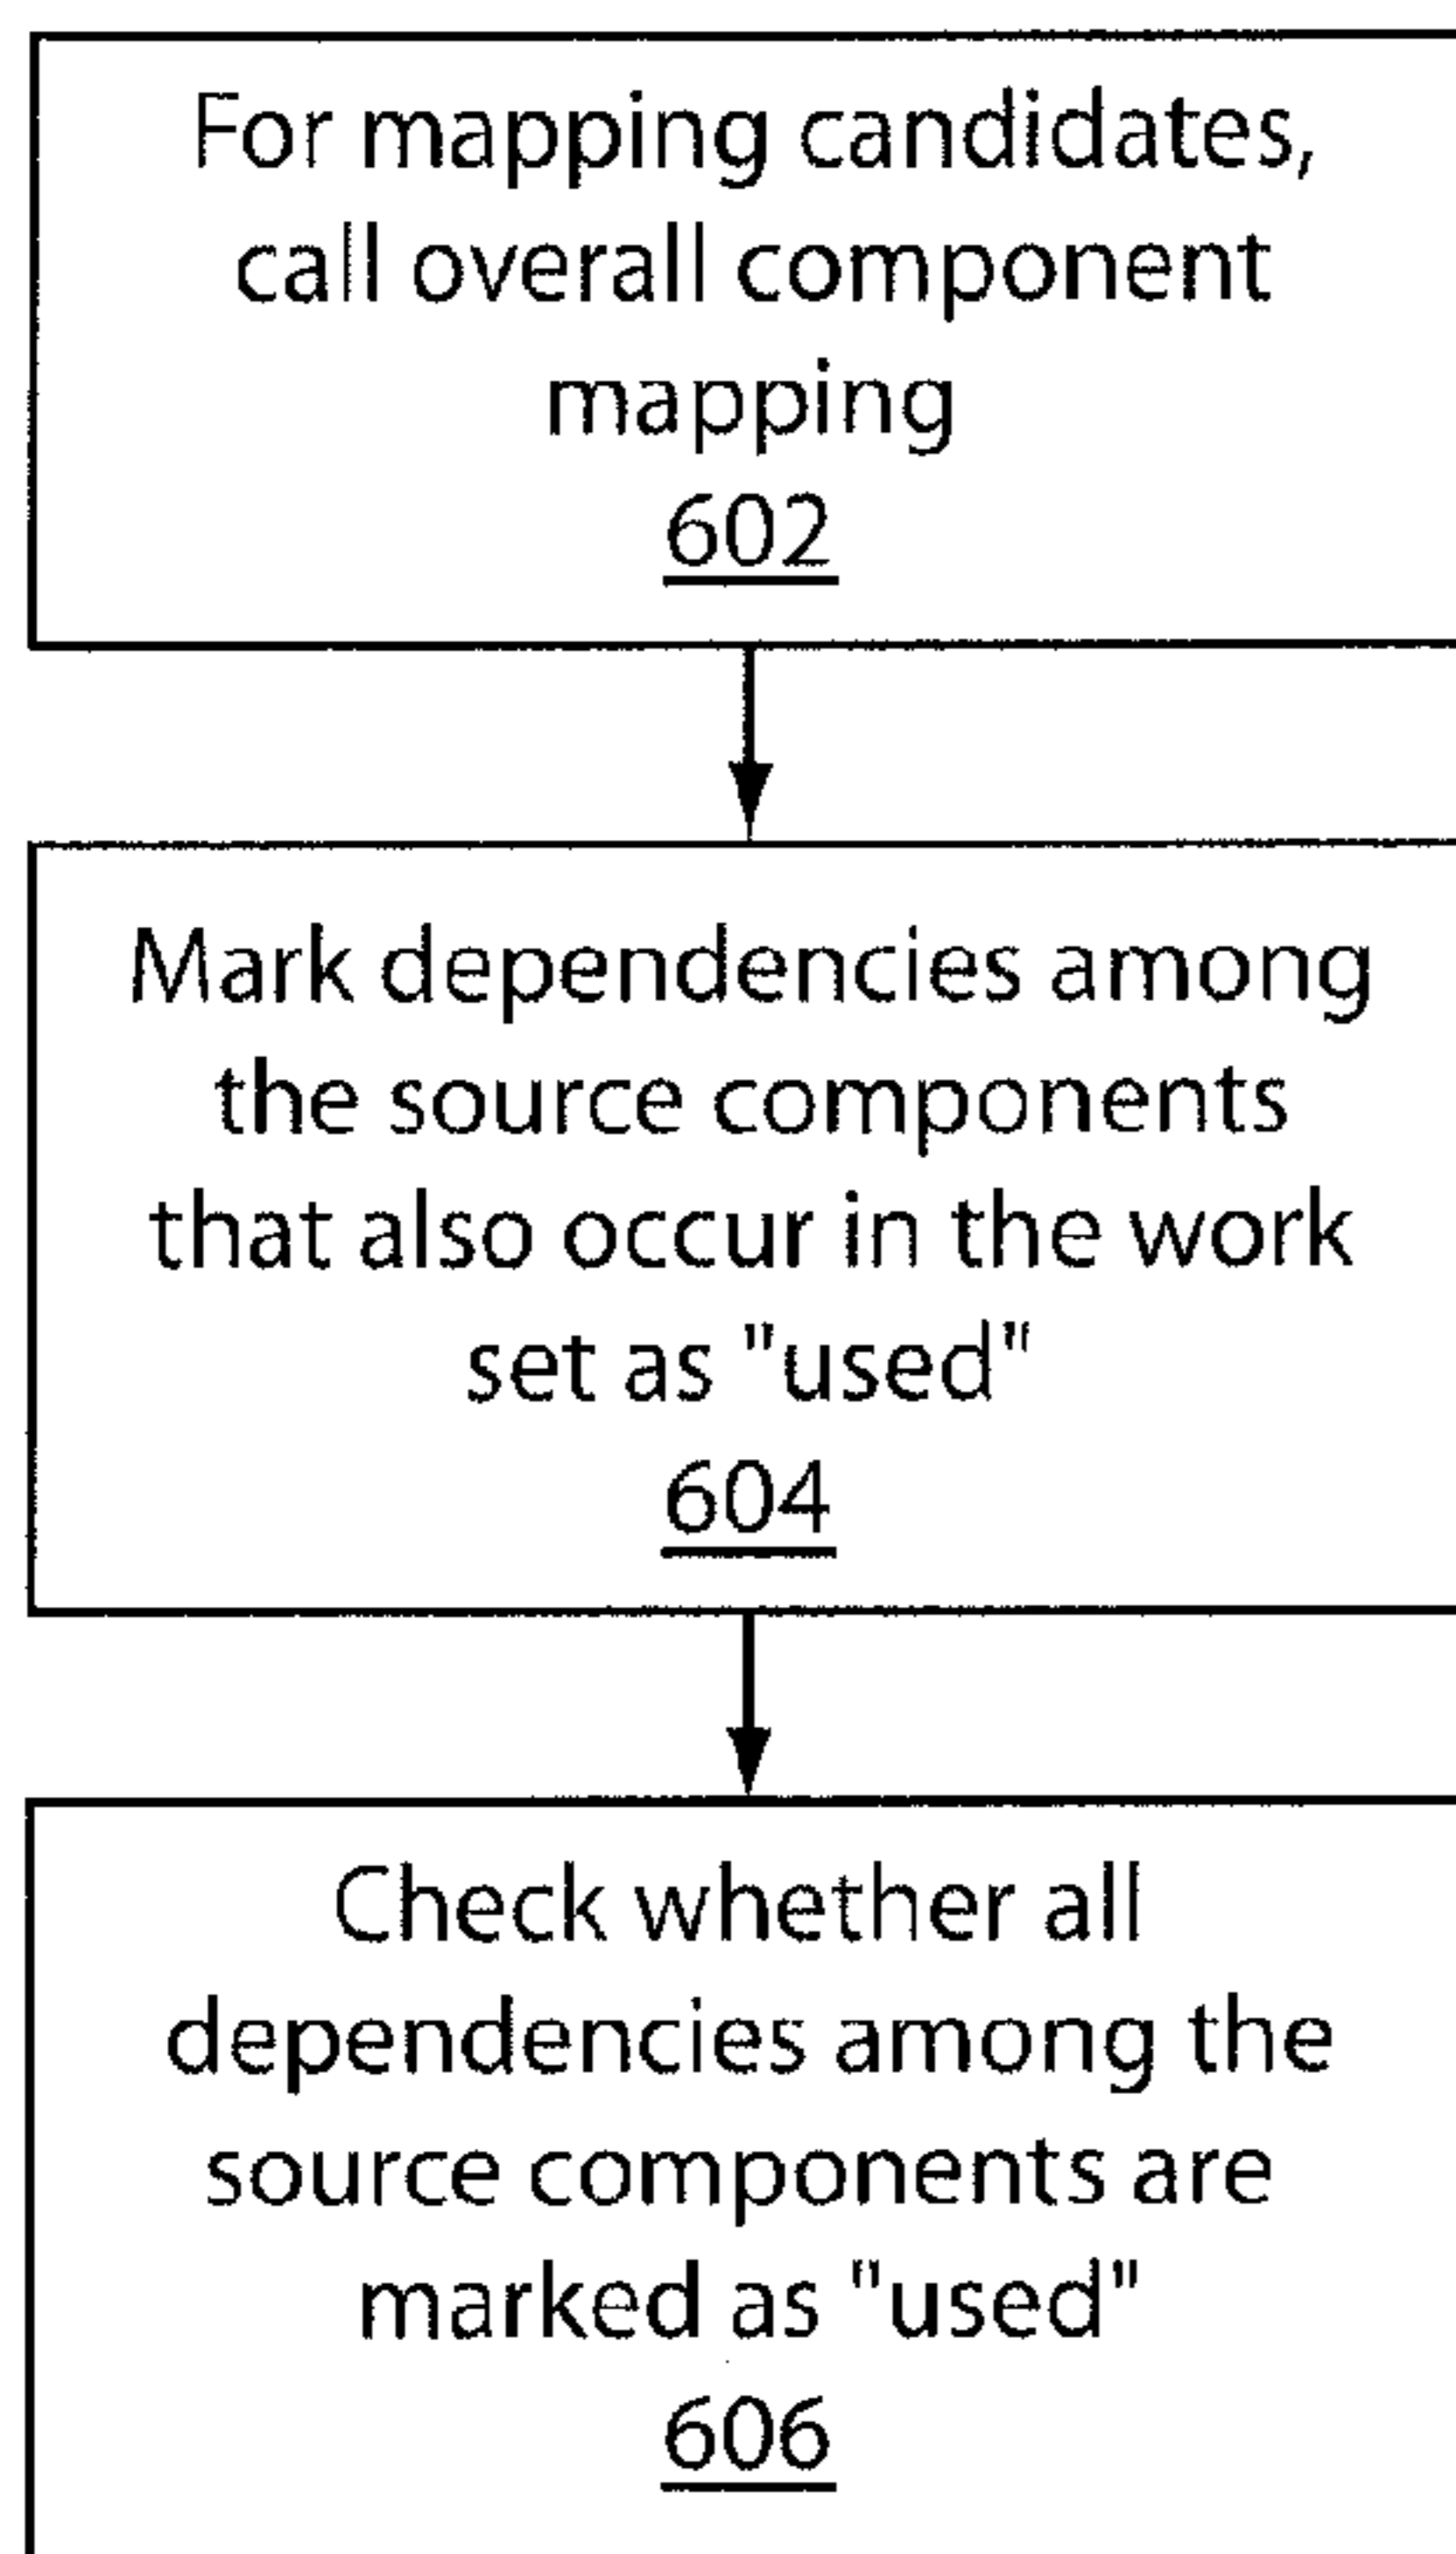 For mapping candidates,
call overall component
mapping
602
Mark dependencies among
the source components
that also occur in the work
set as "used"
604
Check whether all
dependencies among the
source components are
marked as "used"
606